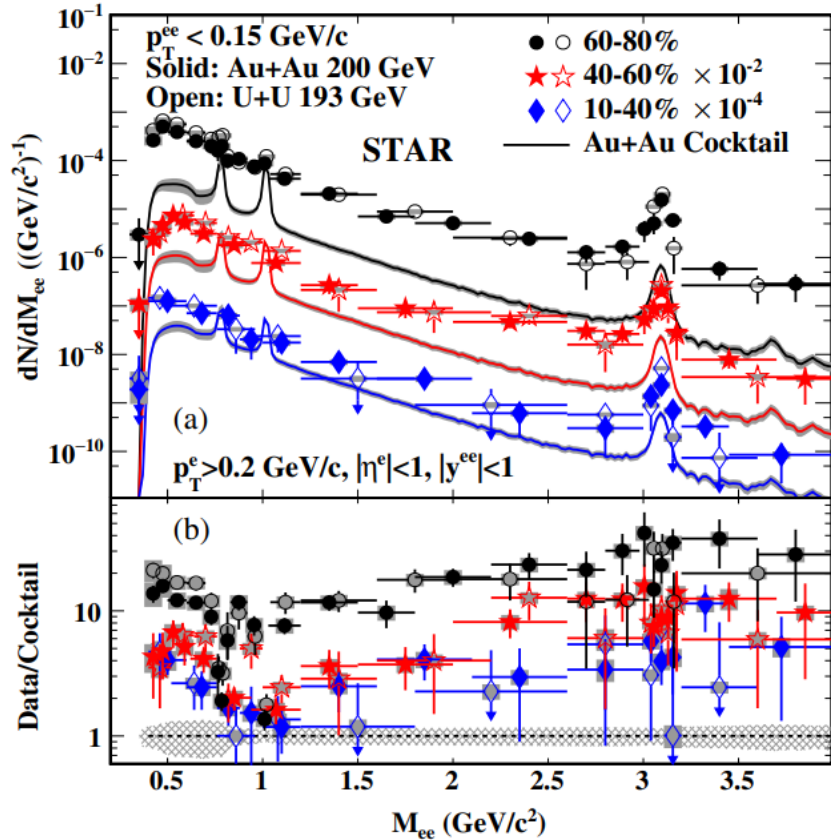 p_T^ee < 0.15 GeV/c
Solid: Au+Au 200 GeV
Open: U+U 193 GeV
60-80%
40-60% ×10^-2
10-40% ×10^-4
Au+Au Cocktail
STAR
dN/dM_ee ((GeV/c²)^-1)
10^-1
1
10^-2
10^-4
10^-6
10^-8
10^-10
(a)
p_T^e>0.2 GeV/c, |η^e|<1, |y^ee|<1
(b)
Data/Cocktail
10
1
0.5 1 1.5 2 2.5 3 3.5
M_ee (GeV/c²)